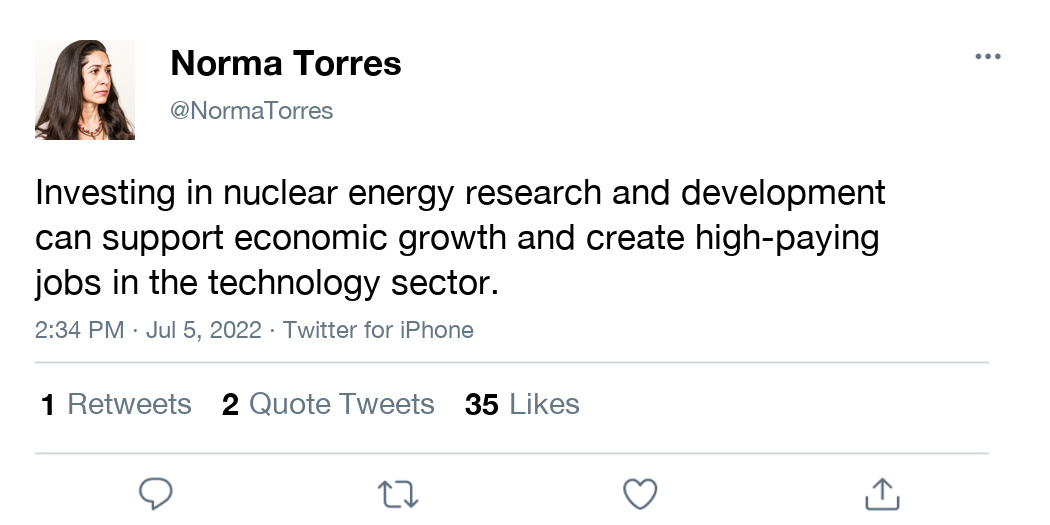 Norma Torres
@NormaTorres
Investing in nuclear energy research and development
can support economic growth and create high-paying
jobs in the technology sector.
2:34 PM · Jul 5, 2022 · Twitter for iPhone
1 Retweets 2 Quote Tweets 35 Likes